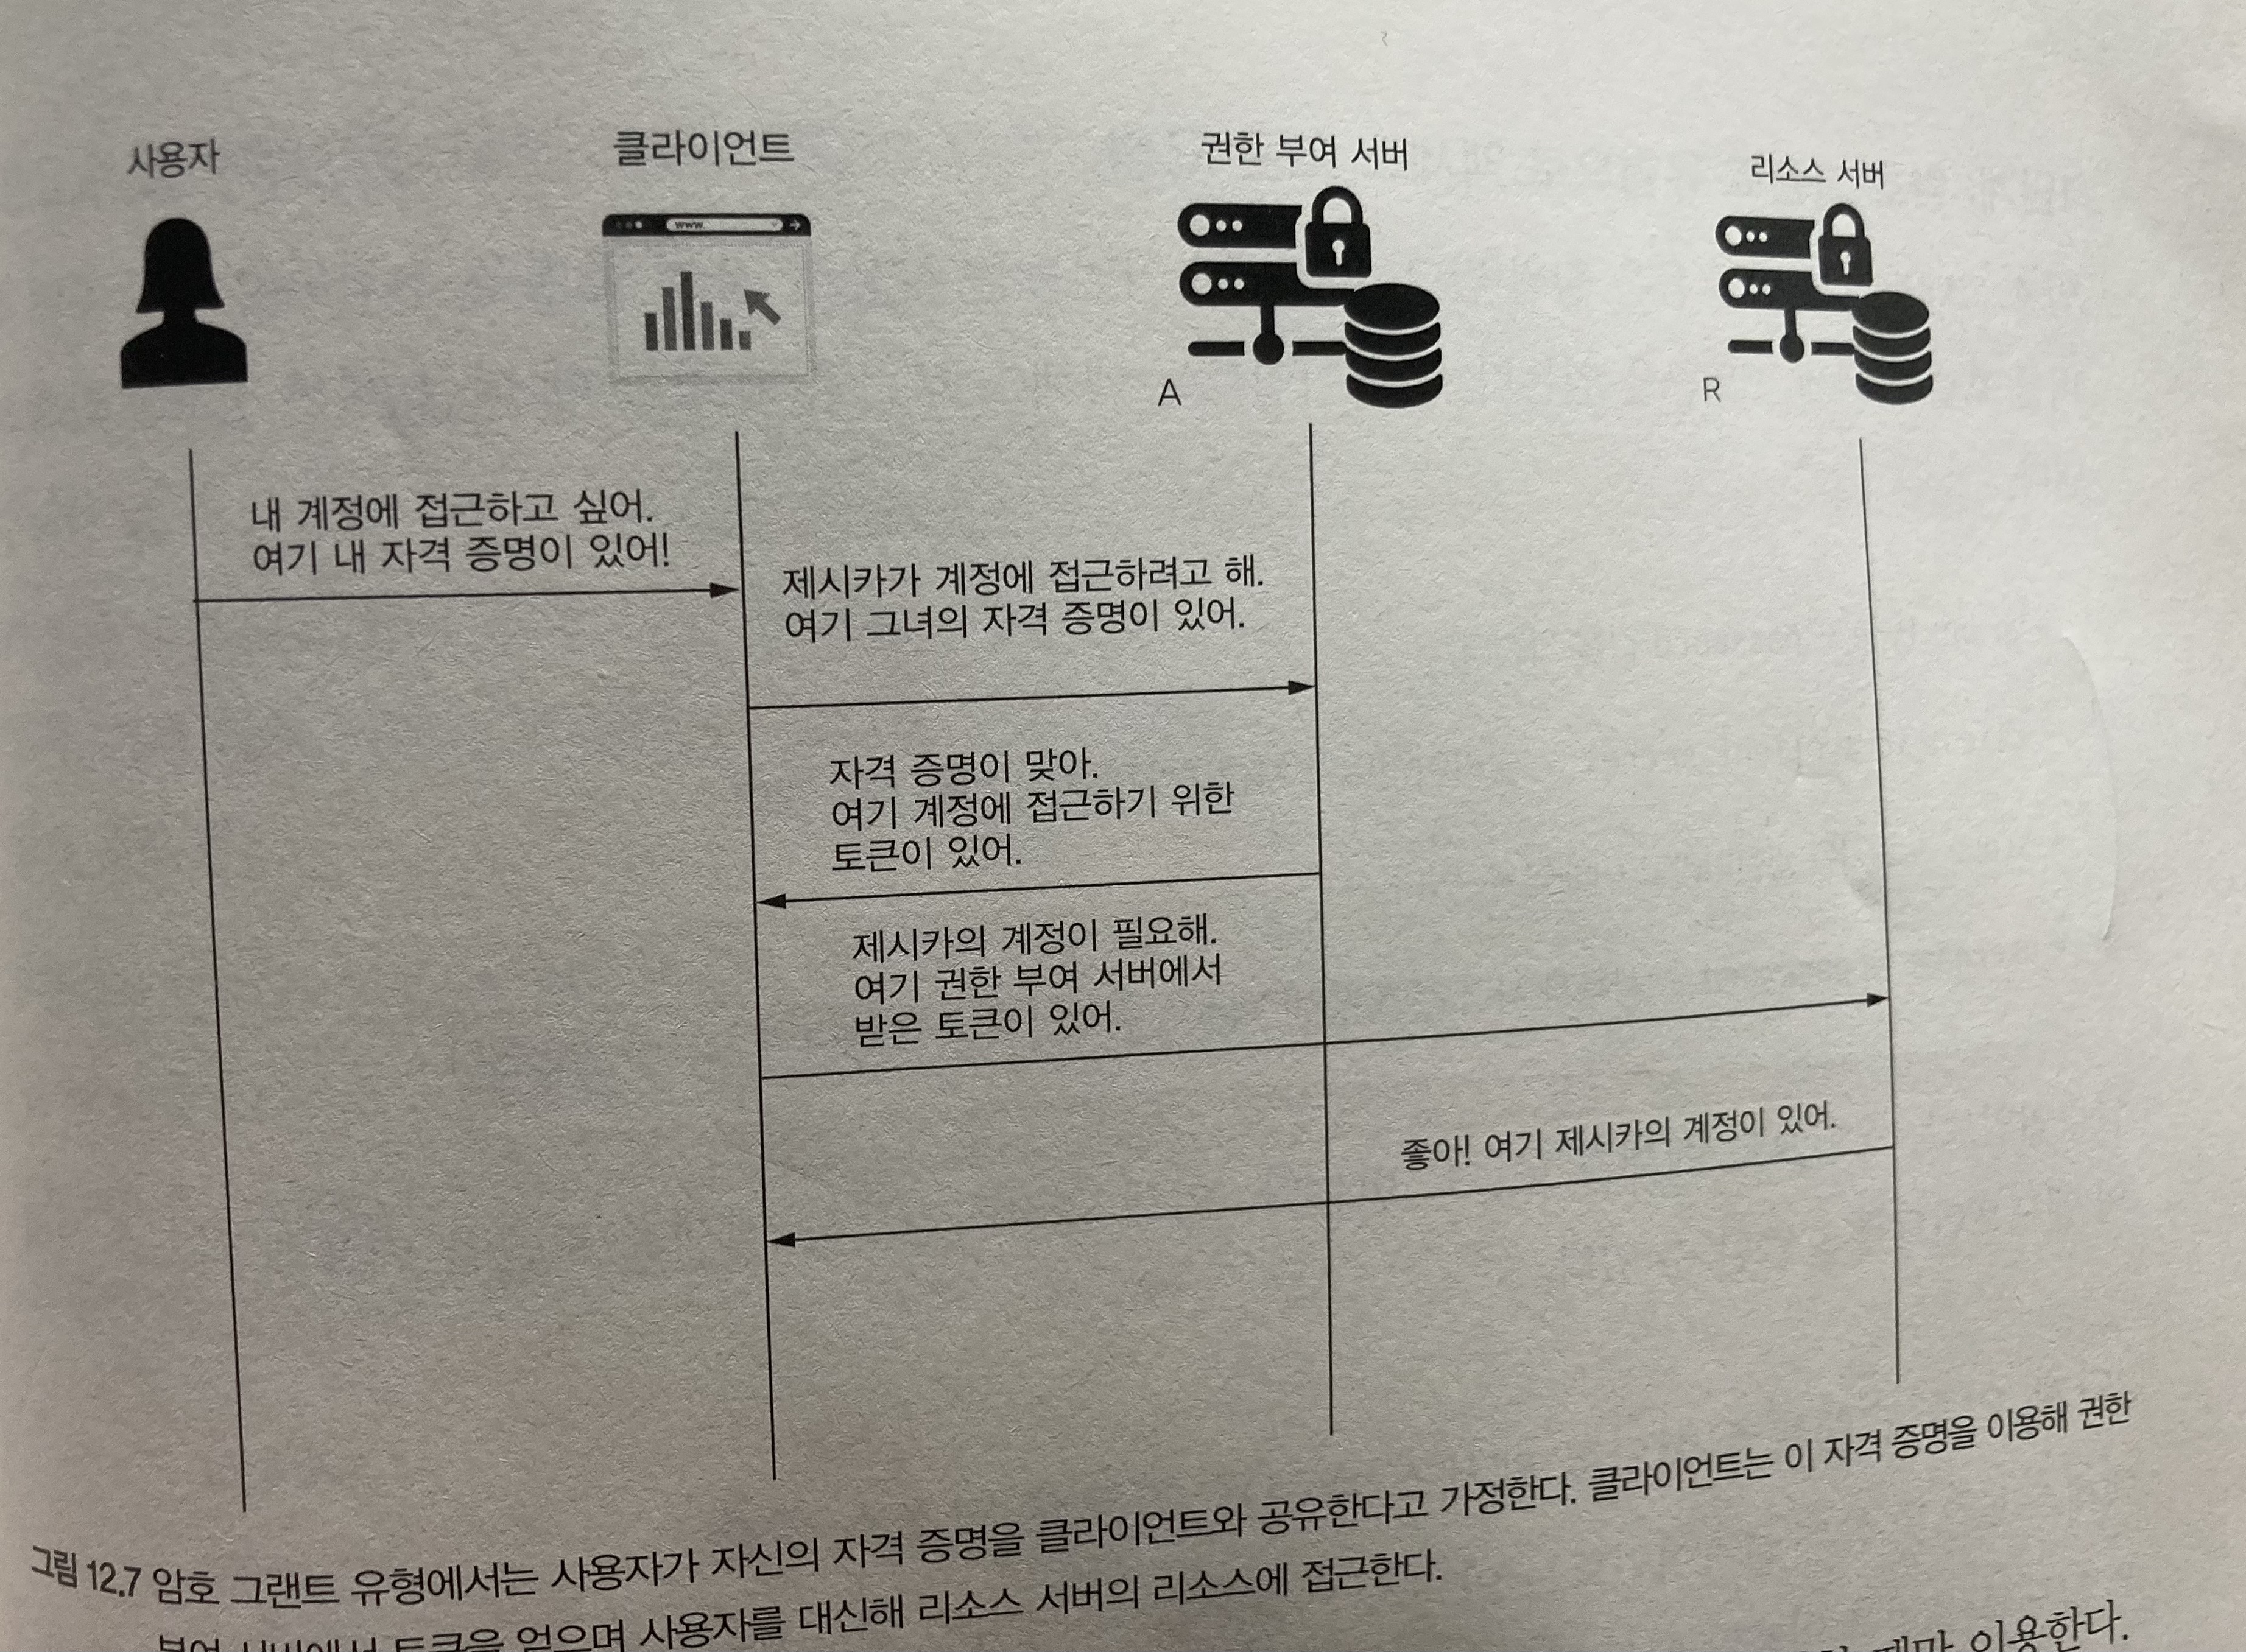 사용자
클라이언트
권한 부여 서버
리소스 서버
www.
A
R
내 계정에 접근하고 싶어.
여기 내 자격 증명이 있어!
제시카가 계정에 접근하려고 해.
여기 그녀의 자격 증명이 있어.
자격 증명이 맞아.
여기 계정에 접근하기 위한
토큰이 있어.
제시카의 계정이 필요해.
여기 권한 부여 서버에서
받은 토큰이 있어.
좋아! 여기 제시카의 계정이 있어.
그림 12.7 암호 그랜트 유형에서는 사용자가 자신의 자격 증명을 클라이언트와 공유한다고 가정한다. 클라이언트는 이 자격 증명을 이용해 권한
부여 서버에서 토큰을 얻으며 사용자를 대신해 리소스 서버의 리소스에 접근한다.
때만 이용한다.